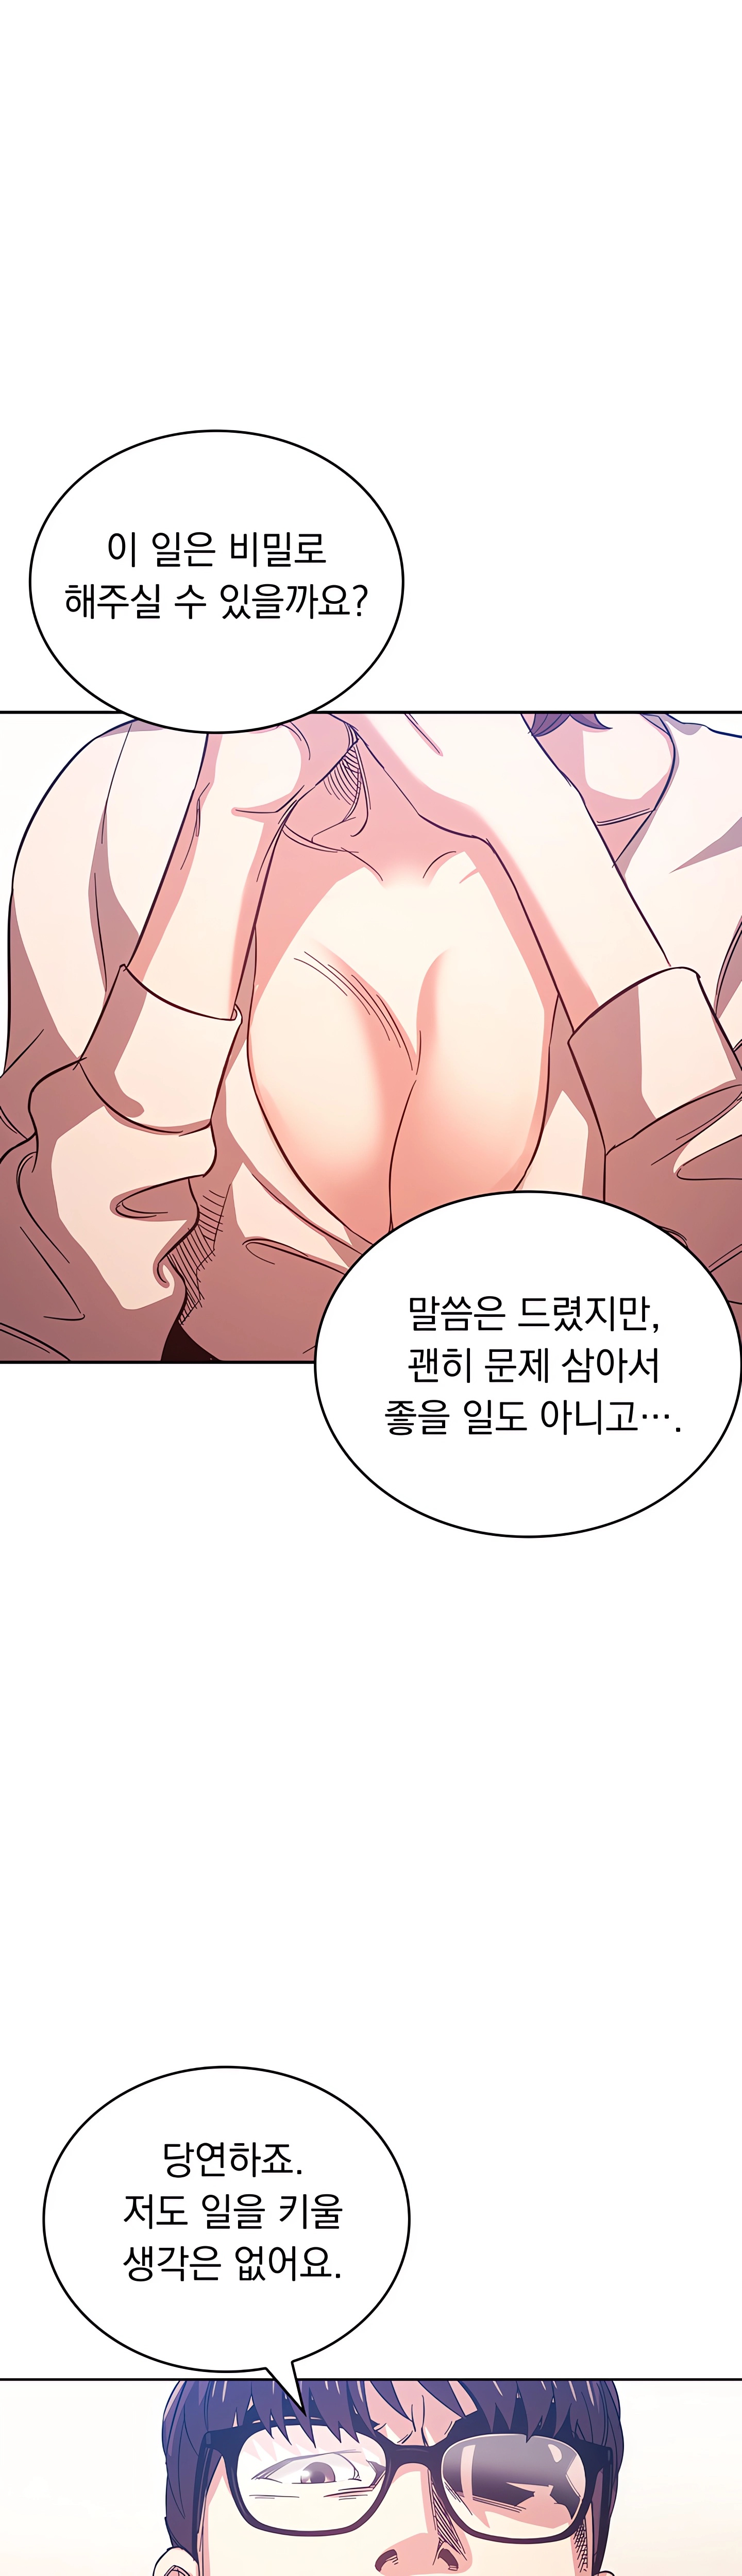 이 일은 비밀로
해주실 수 있을까요?
말씀은 드렸지만,
괜히 문제 삼아서
좋을 일도 아니고….
당연하죠.
저도 일을 키울
생각은 없어요.